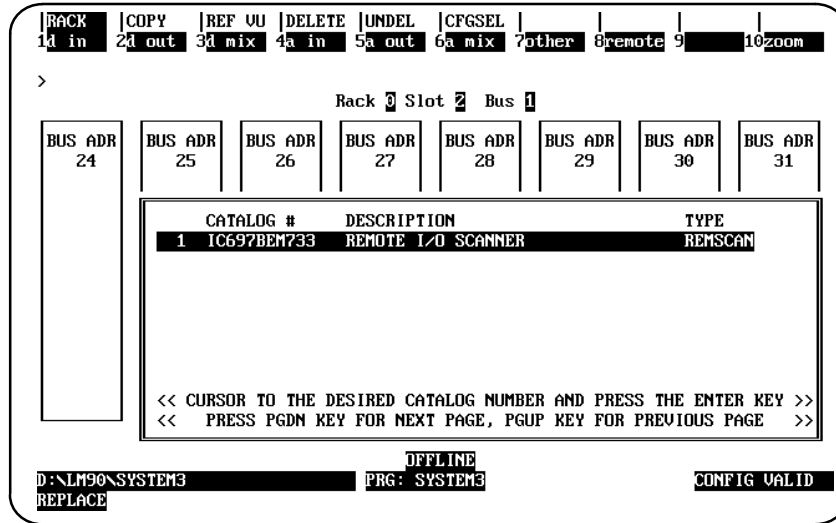 RACK |COPY |REF VU |DELETE |UNDEL |CFGSEL | | | |
1d in 2d out 3d mix 4a in 5a out 6a mix 7other 8remote 9 10zoom
>
Rack 0 Slot 2 Bus 1
BUS ADR BUS ADR BUS ADR BUS ADR BUS ADR BUS ADR BUS ADR BUS ADR
24 25 26 27 28 29 30 31
CATALOG # DESCRIPTION TYPE
1 IC697BEM733 REMOTE I/O SCANNER REMSCAN
<< CURSOR TO THE DESIRED CATALOG NUMBER AND PRESS THE ENTER KEY >>
<< PRESS PGDN KEY FOR NEXT PAGE, PGUP KEY FOR PREVIOUS PAGE >>
OFFLINE
D:\LM90\SYSTEM3 PRG: SYSTEM3 CONFIG VALID
REPLACE